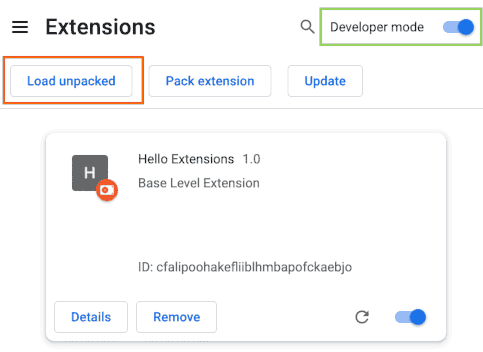 Extensions
Developer mode
Load unpacked
Pack extension
Update
H
Hello Extensions 1.0
Base Level Extension
ID: cfalipoohakefliiblhmbapofckaebjo
Details
Remove